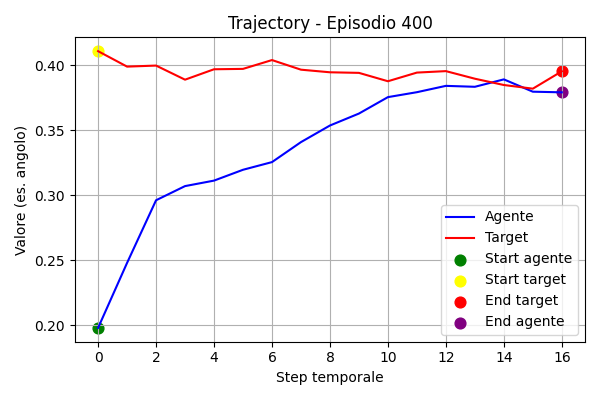 Trajectory - Episodio 400
Valore (es. angolo)
0.40
0.35
0.30
0.25
0.20
Agente
Target
Start agente
Start target
End target
End agente
0 2 4 6 8 10 12 14 16
Step temporale